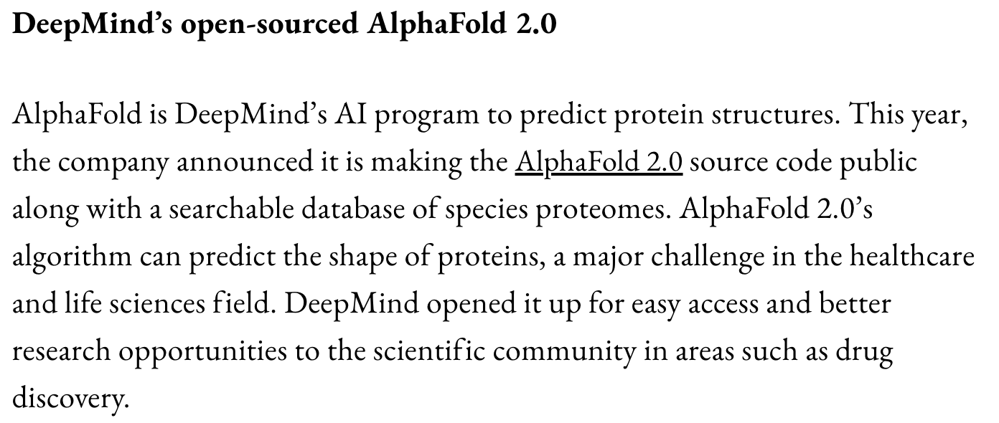 DeepMind’s open-sourced AlphaFold 2.0
AlphaFold is DeepMind’s AI program to predict protein structures. This year,
the company announced it is making the AlphaFold 2.0 source code public
along with a searchable database of species proteomes. AlphaFold 2.0’s
algorithm can predict the shape of proteins, a major challenge in the healthcare
and life sciences field. DeepMind opened it up for easy access and better
research opportunities to the scientific community in areas such as drug
discovery.